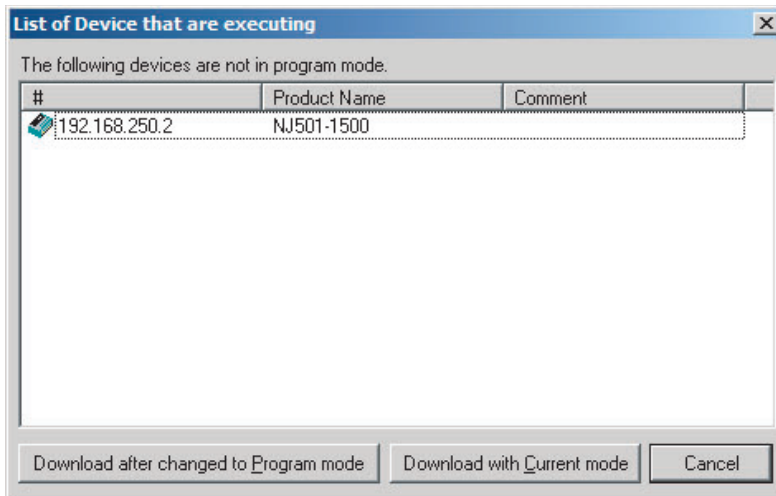 List of Device that are executing
The following devices are not in program mode.
# Product Name Comment
192.168.250.2 NJ501-1500
Download after changed to Program mode Download with Current mode Cancel